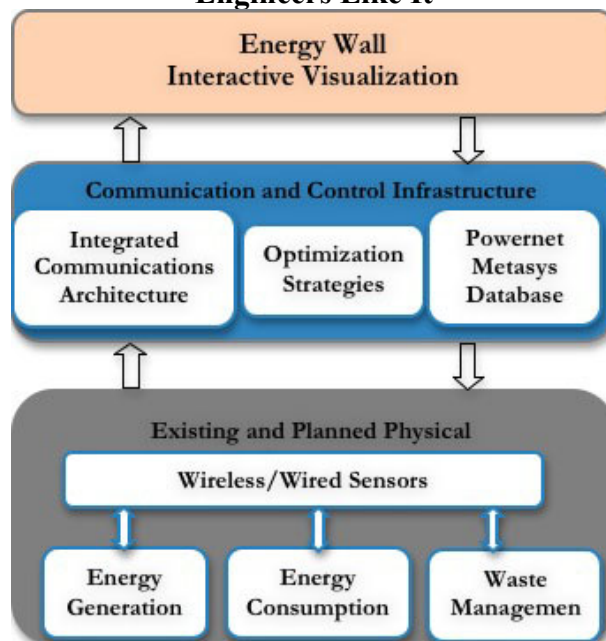 Engineers Like It
Energy Wall
Interactive Visualization
Communication and Control Infrastructure
Integrated
Communications
Architecture
Optimization
Strategies
Powernet
Metasys
Database
Existing and Planned Physical
Wireless/Wired Sensors
Energy
Generation
Energy
Consumption
Waste
Managemen